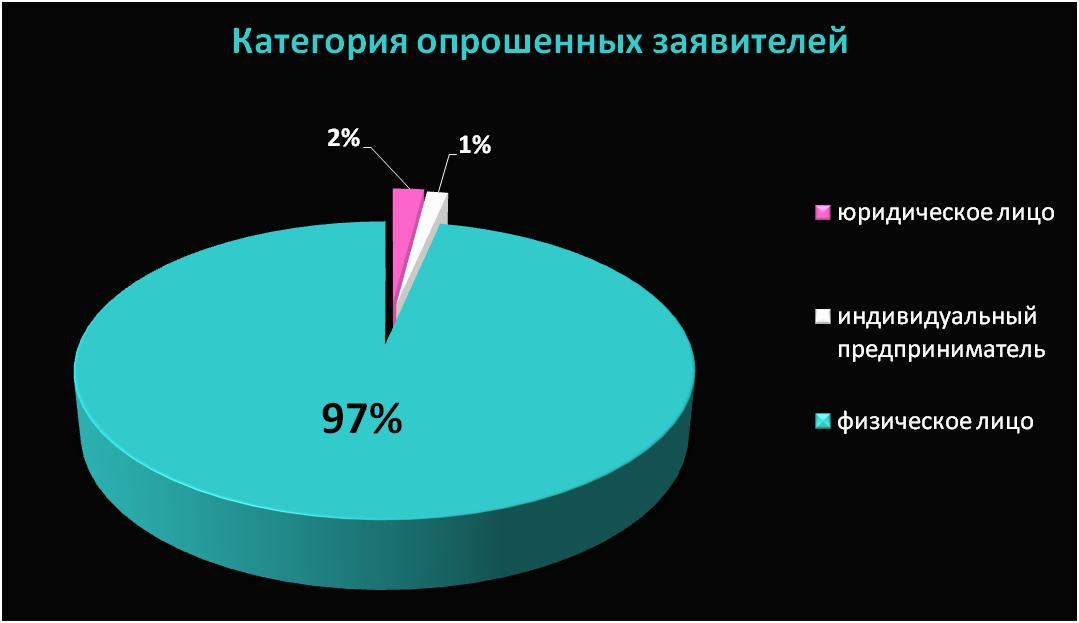 Категория опрошенных заявителей
2%
1%
юридическое лицо
индивидуальный
предприниматель
97%
физическое лицо